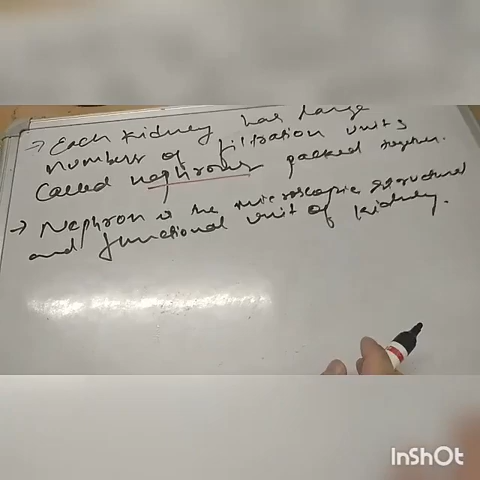 → Each kidney has large
numbers of filtration units
called nephrons packed together.
→ Nephron is the microscopic structural
and functional unit of kidney.
InShOt